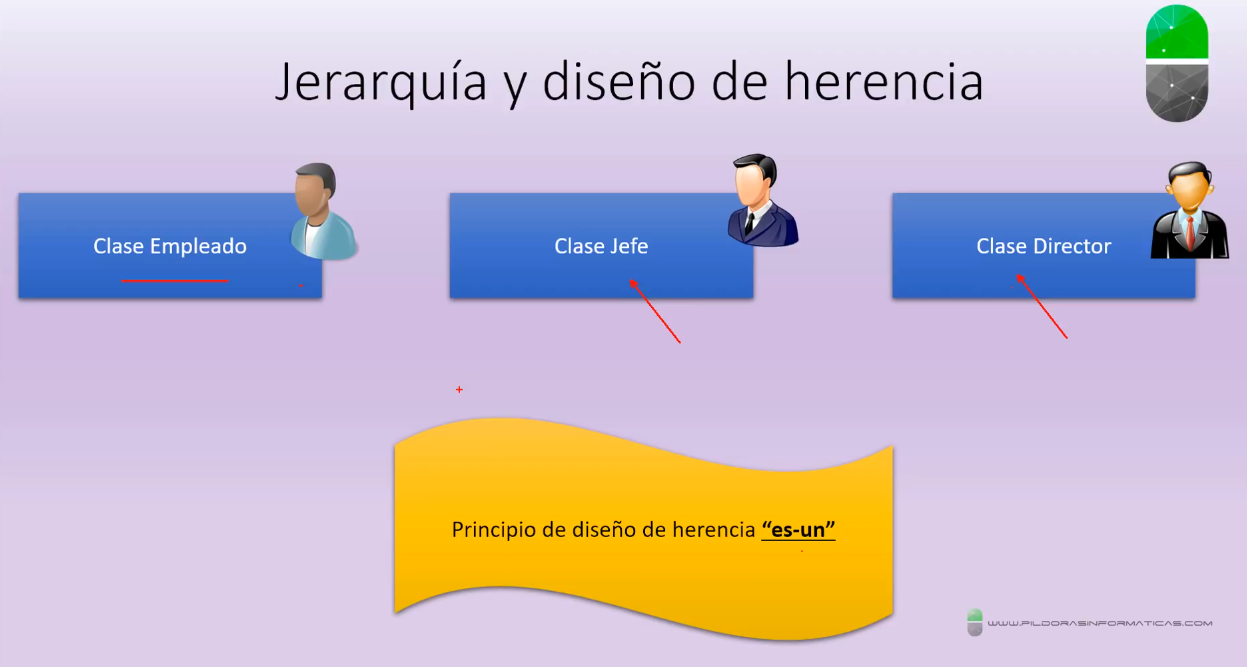 Jerarquía y diseño de herencia
Clase Empleado
Clase Jefe
Clase Director
Principio de diseño de herencia “es-un”
WWW.PILDORASINFORMATICAS.COM